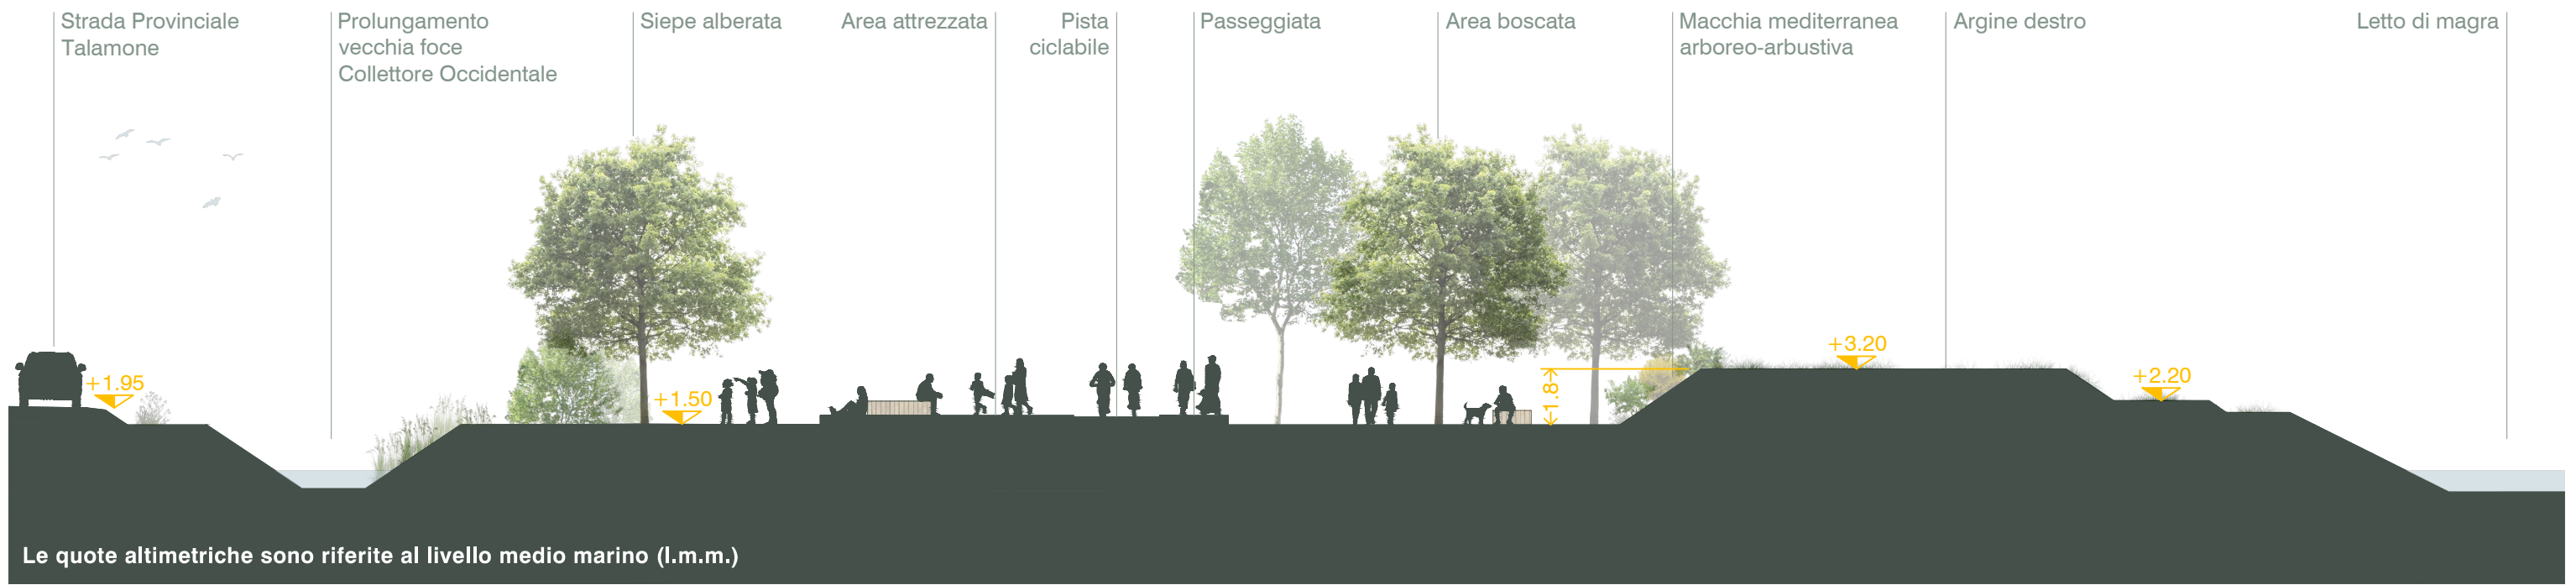 Strada Provinciale
Talamone
Prolungamento
vecchia foce
Collettore Occidentale
Siepe alberata
Area attrezzata
Pista
ciclabile
Passeggiata
Area boscata
Macchia mediterranea
arboreo-arbustiva
Argine destro
Letto di magra
+1.95
+1.50
1.8
+3.20
+2.20
Le quote altimetriche sono riferite al livello medio marino (l.m.m.)